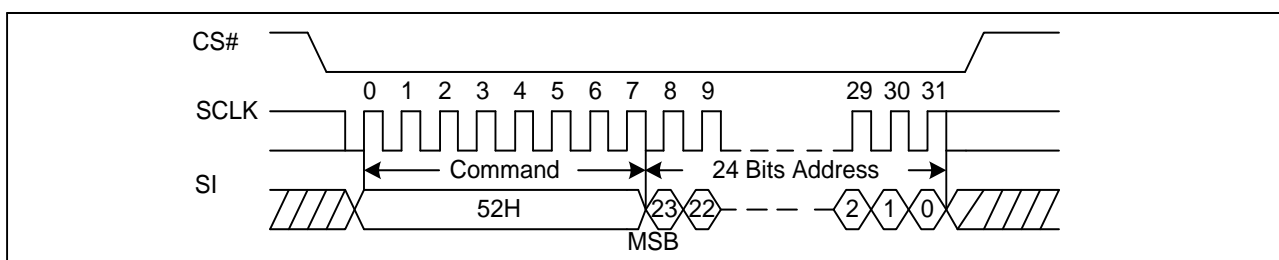 CS#
0 1 2 3 4 5 6 7 8 9 29 30 31
SCLK
Command 24 Bits Address
SI
52H 23 22 2 1 0
MSB